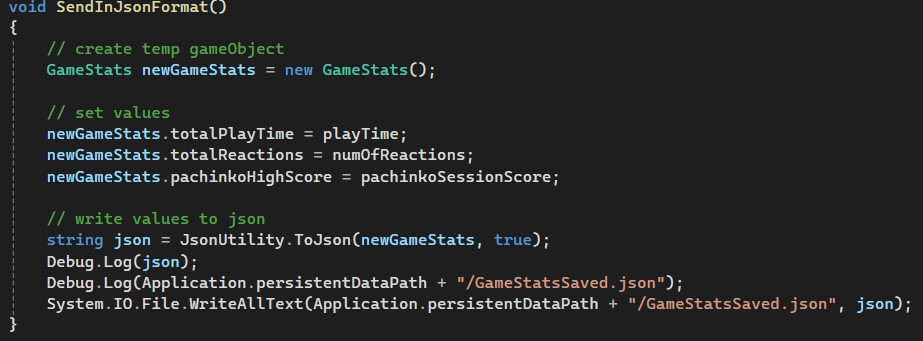 void SendInJsonFormat()
{
// create temp gameObject
GameStats newGameStats = new GameStats();
// set values
newGameStats.totalPlayTime = playTime;
newGameStats.totalReactions = numOfReactions;
newGameStats.pachinkoHighScore = pachinkoSessionScore;
// write values to json
string json = JsonUtility.ToJson(newGameStats, true);
Debug.Log(json);
Debug.Log(Application.persistentDataPath + "/GameStatsSaved.json");
System.IO.File.WriteAllText(Application.persistentDataPath + "/GameStatsSaved.json", json);
}